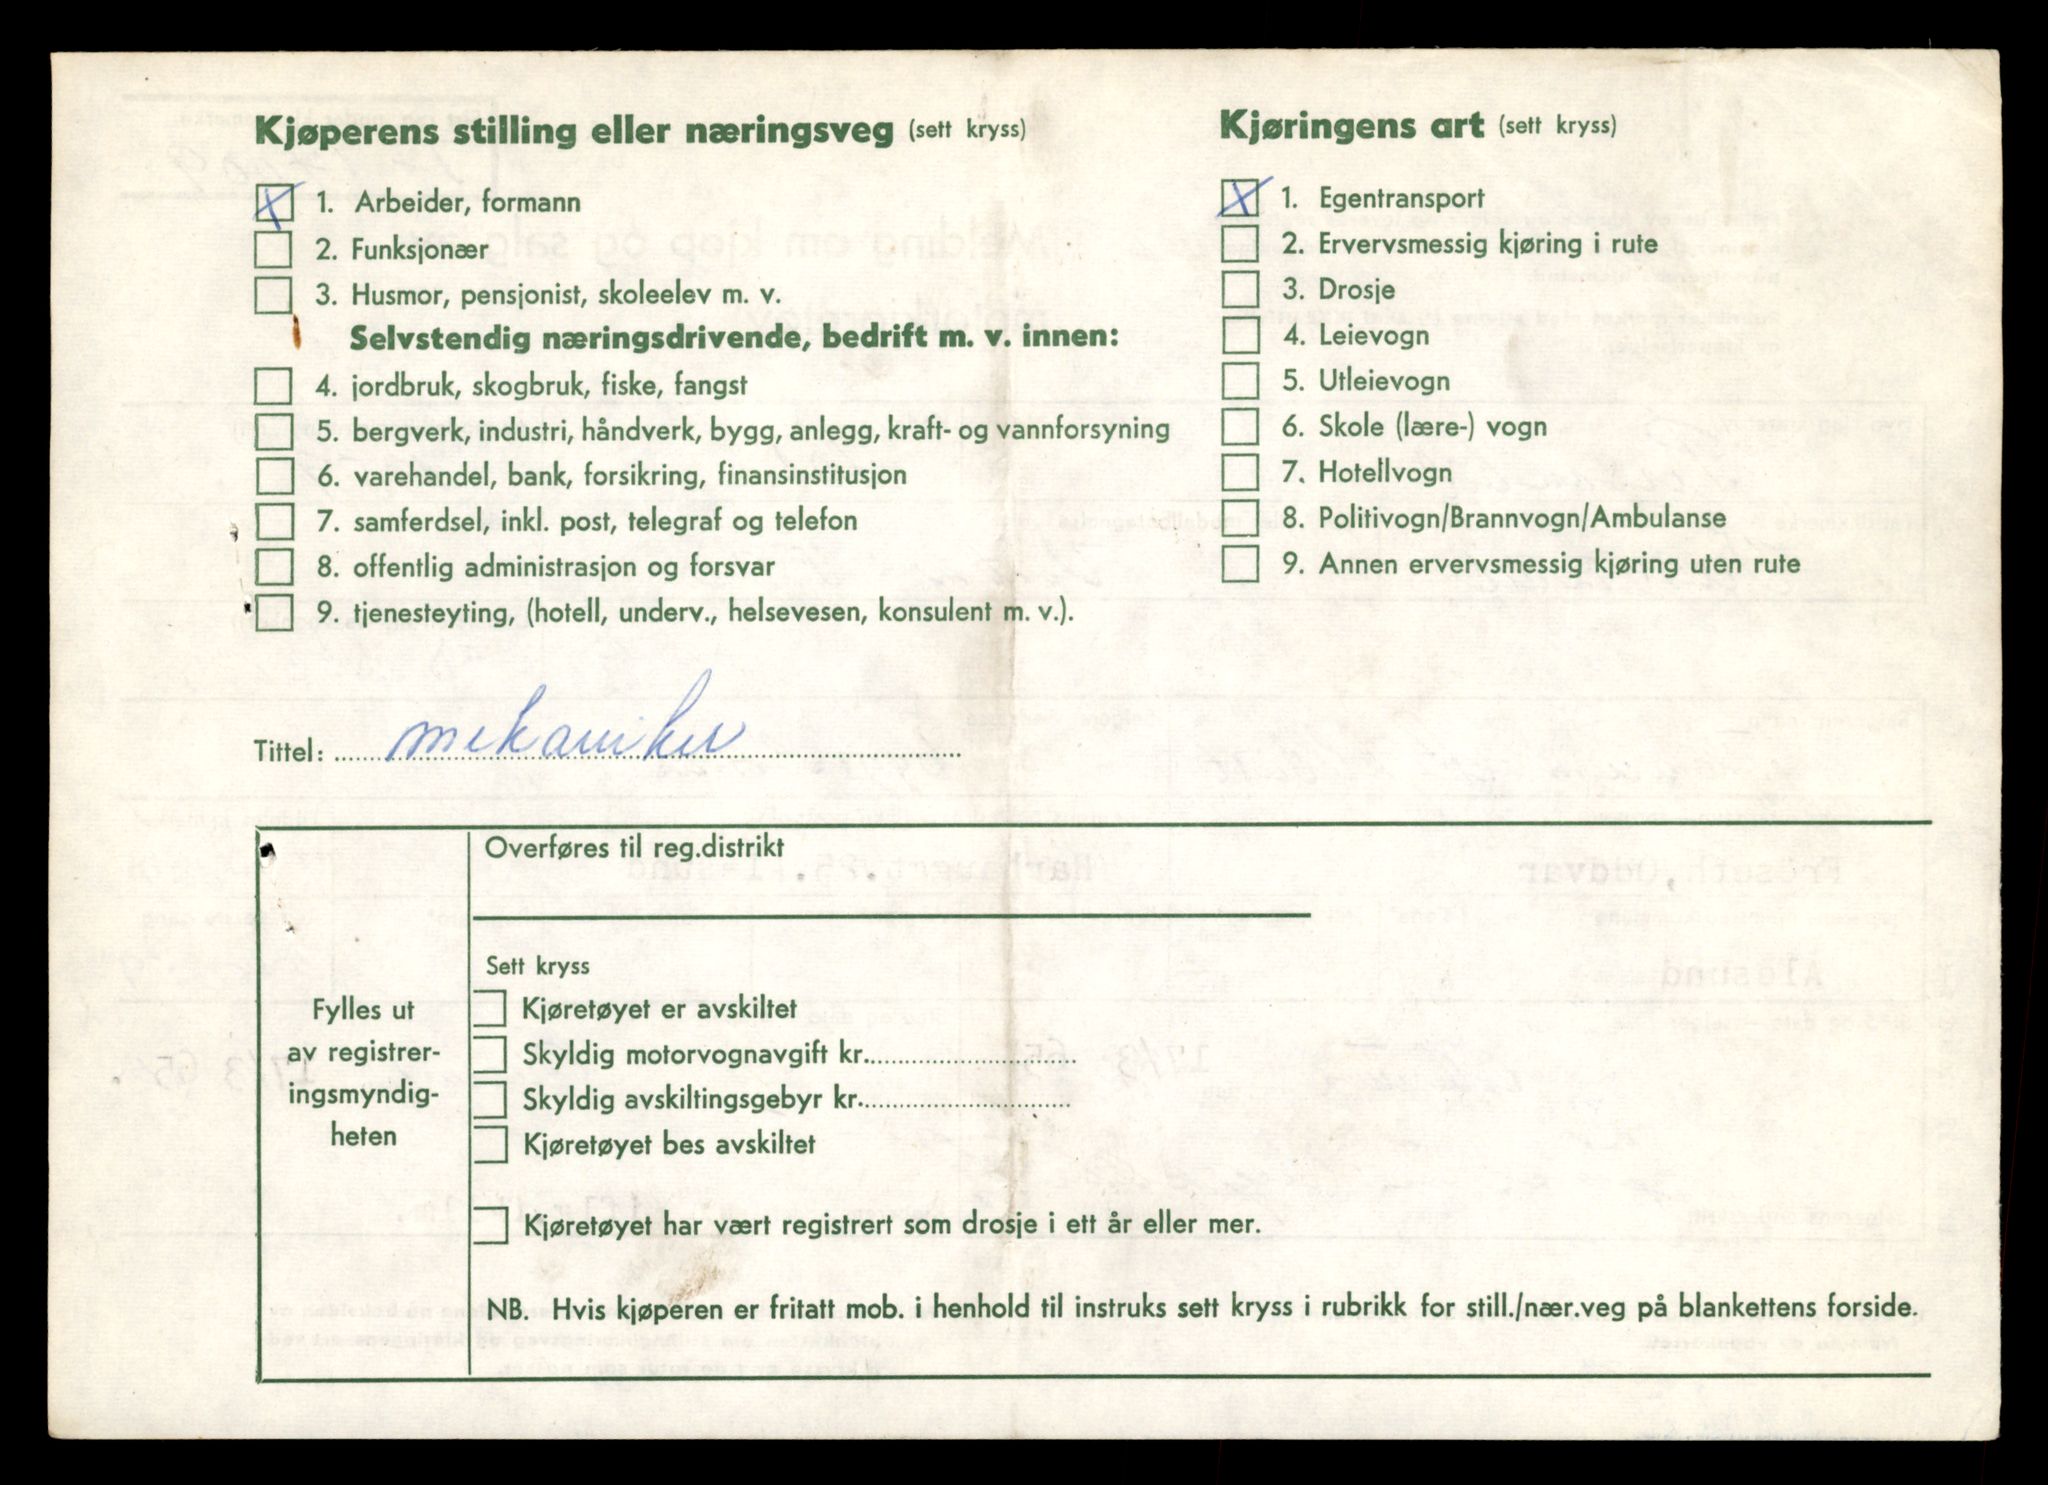 Kjøperens stilling eller næringsveg (sett kryss)
X 1. Arbeider, formann
2. Funksjonær
3. Husmor, pensjonist, skoleelev m. v.
Selvstendig næringsdrivende, bedrift m. v. innen:
4. jordbruk, skogbruk, fiske, fangst
5. bergverk, industri, håndverk, bygg, anlegg, kraft- og vannforsyning
6. varehandel, bank, forsikring, finansinstitusjon
7. samferdsel, inkl. post, telegraf og telefon
8. offentlig administrasjon og forsvar
9. tjenesteyting, (hotell, underv., helsevesen, konsulent m. v.).
Tittel: mekaniker
Kjøringens art (sett kryss)
X 1. Egentransport
2. Ervervsmessig kjøring i rute
3. Drosje
4. Leievogn
5. Utleievogn
6. Skole (lære-) vogn
7. Hotellvogn
8. Politivogn/Brannvogn/Ambulanse
9. Annen ervervsmessig kjøring uten rute
Fylles ut
av registrer-
ingsmyndig-
heten
Overføres til reg.distrikt
Sett kryss
Kjøretøyet er avskiltet
Skyldig motorvognavgift kr.
Skyldig avskiltingsgebyr kr.
Kjøretøyet bes avskiltet
Kjøretøyet har vært registrert som drosje i ett år eller mer.
NB. Hvis kjøperen er fritatt mob. i henhold til instruks sett kryss i rubrikk for still./nær.veg på blankettens forside.